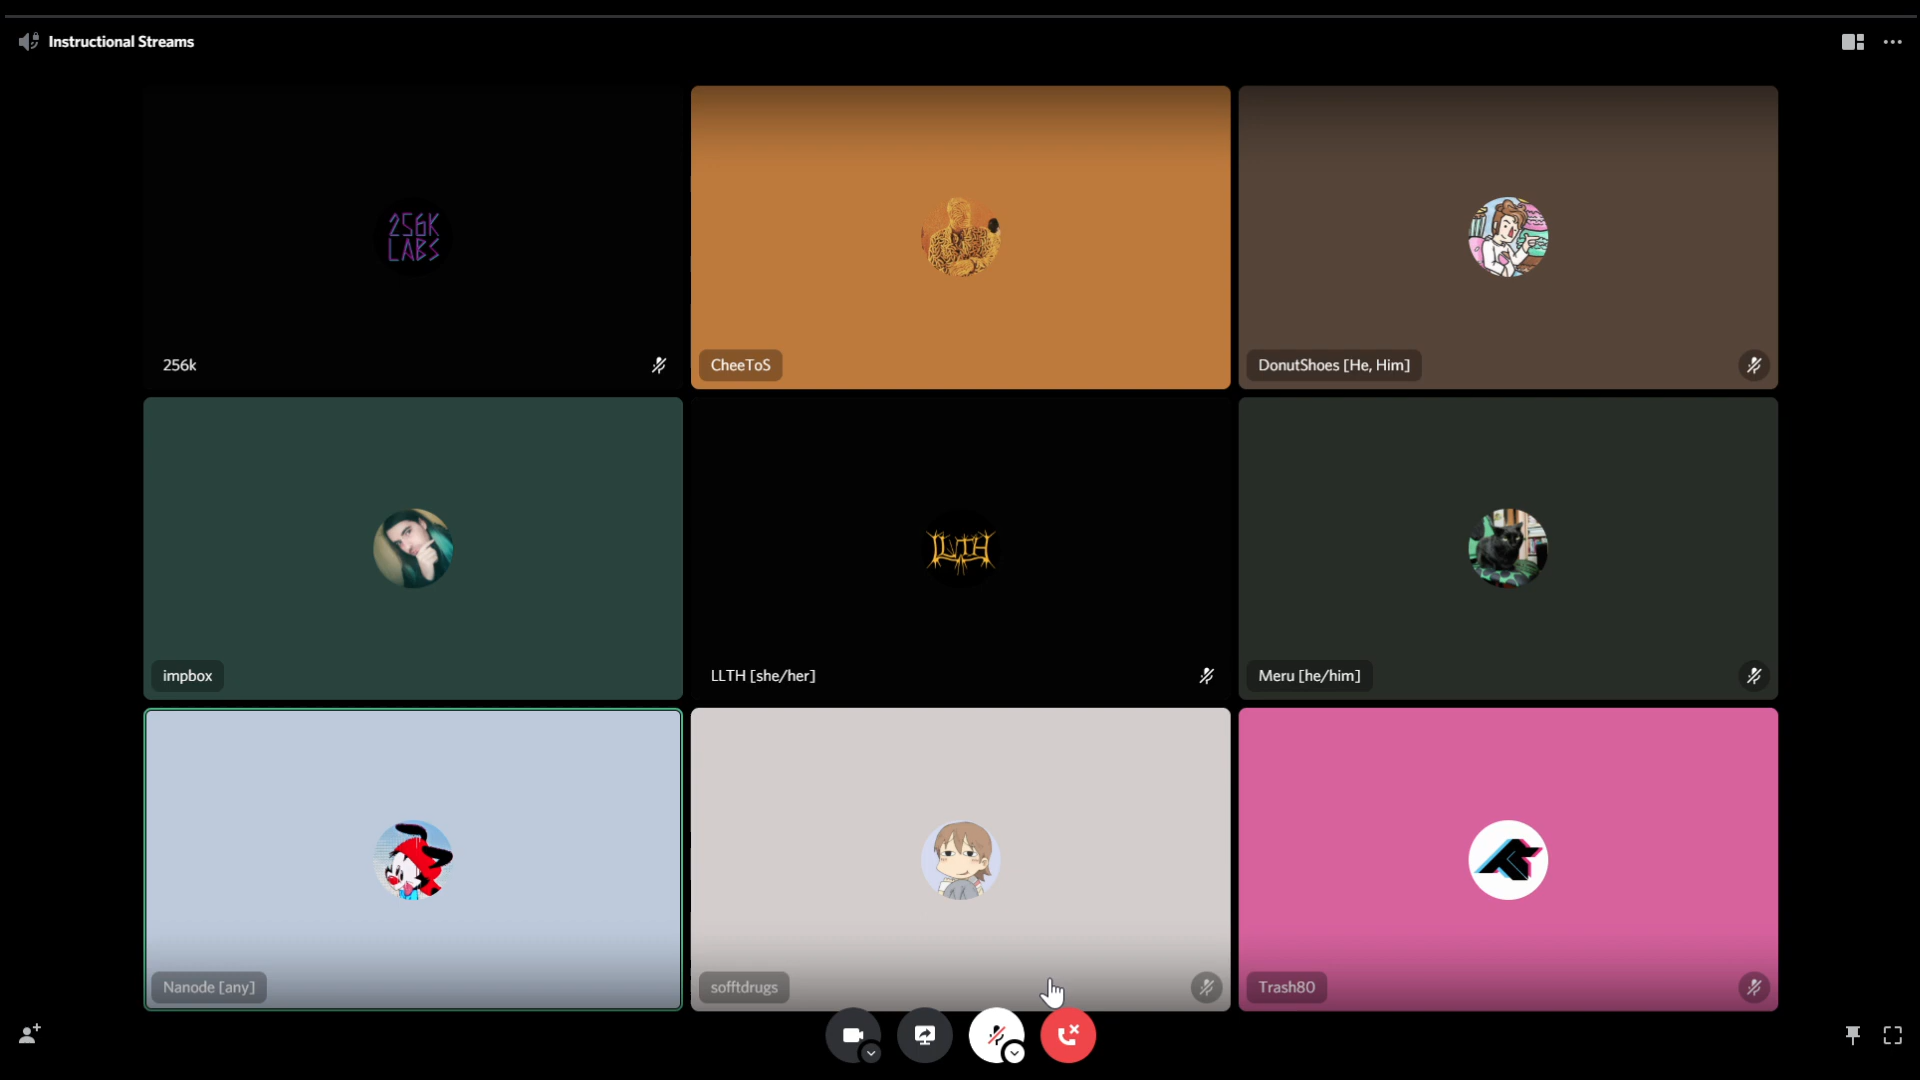 Instructional Streams
256K
LABS
256k
CheeToS
DonutShoes [He, Him]
impbox
LLTH
LLTH [she/her]
Meru [he/him]
Nanode [any]
sofftdrugs
Trash80